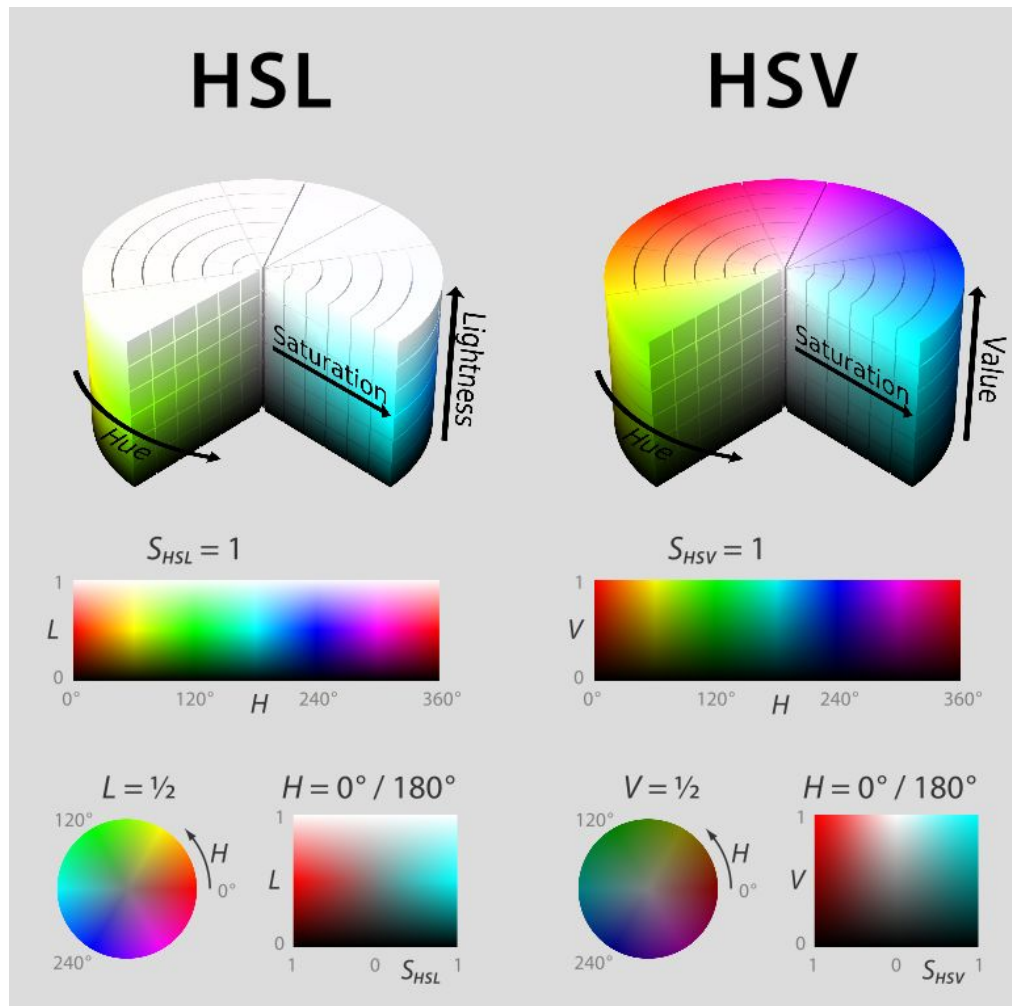 HSL
HSV
Saturation
Lightness
Hue
Saturation
Value
Hue
S_HSL = 1
1
L
0
0°
120°
240°
360°
H
S_HSV = 1
1
V
0
0°
120°
240°
360°
H
L = ½
120°
H
0°
240°
H = 0° / 180°
1
L
0
1
0
S_HSL
1
V = ½
120°
H
0°
240°
H = 0° / 180°
1
V
0
1
0
S_HSV
1